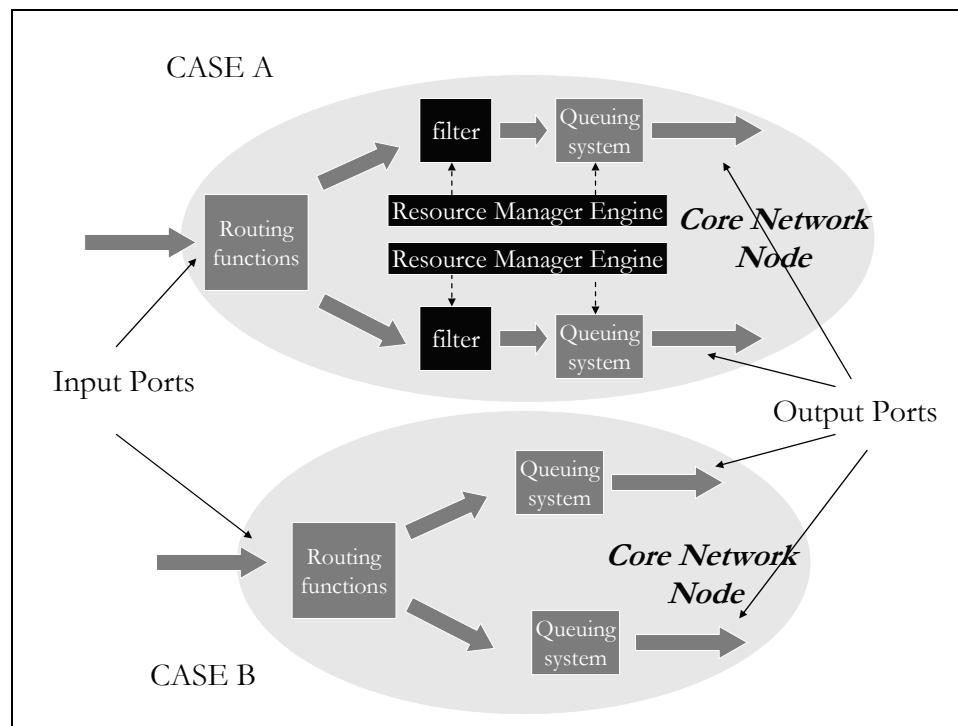 CASE A
filter
Queuing
system
Resource Manager Engine
Routing
functions
Core Network
Node
Resource Manager Engine
filter
Queuing
system
Input Ports
Output Ports
Queuing
system
Routing
functions
Core Network
Node
Queuing
system
CASE B